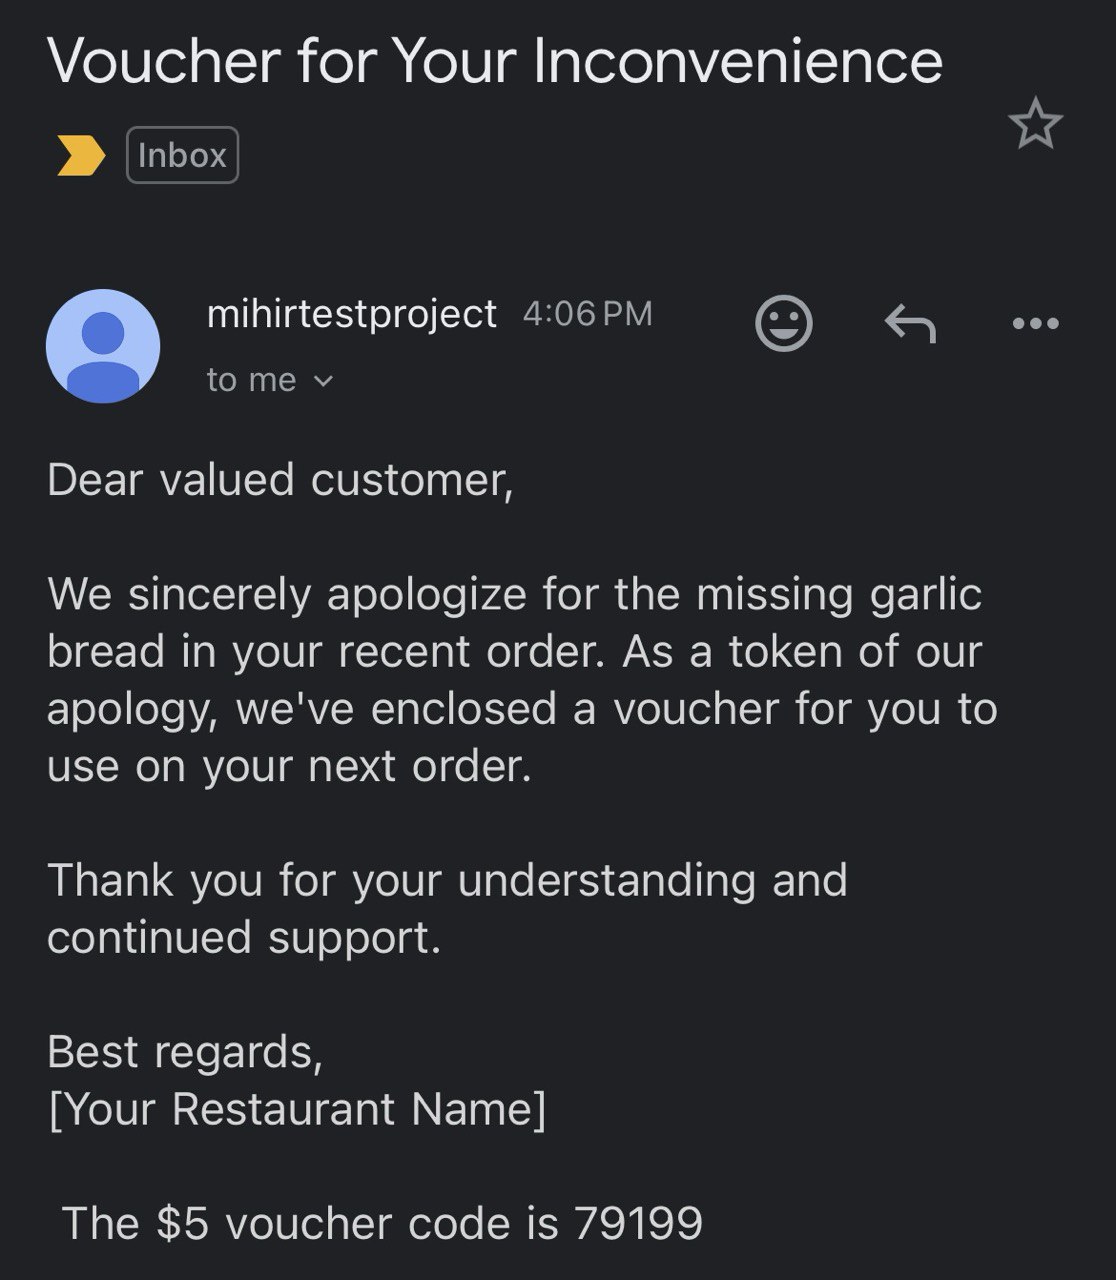 Voucher for Your Inconvenience
Inbox
mihirtestproject 4:06 PM
to me
Dear valued customer,
We sincerely apologize for the missing garlic
bread in your recent order. As a token of our
apology, we've enclosed a voucher for you to
use on your next order.
Thank you for your understanding and
continued support.
Best regards,
[Your Restaurant Name]
The $5 voucher code is 79199